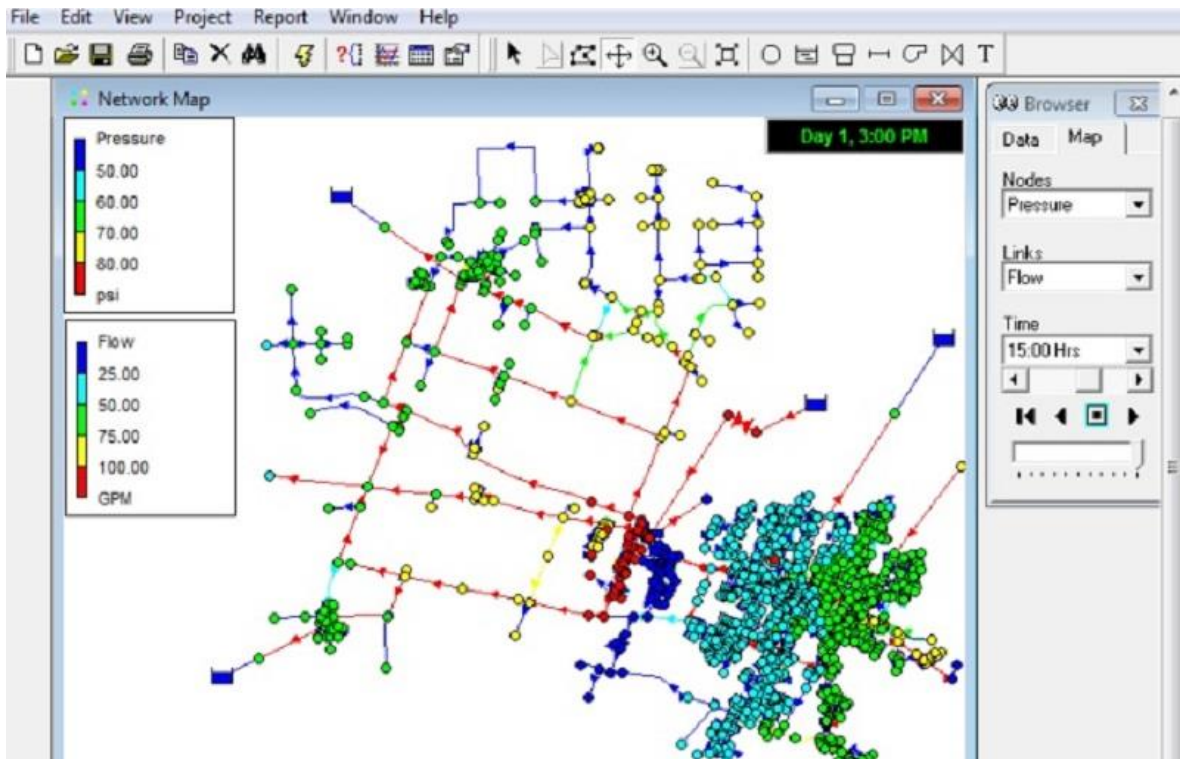 File Edit View Project Report Window Help
T
Network Map
Day 1, 3:00 PM
Pressure
50.00
60.00
70.00
80.00
psi
Flow
25.00
50.00
75.00
100.00
GPM
Browser
Data Map
Nodes
Pressure
Links
Flow
Time
15:00 Hrs